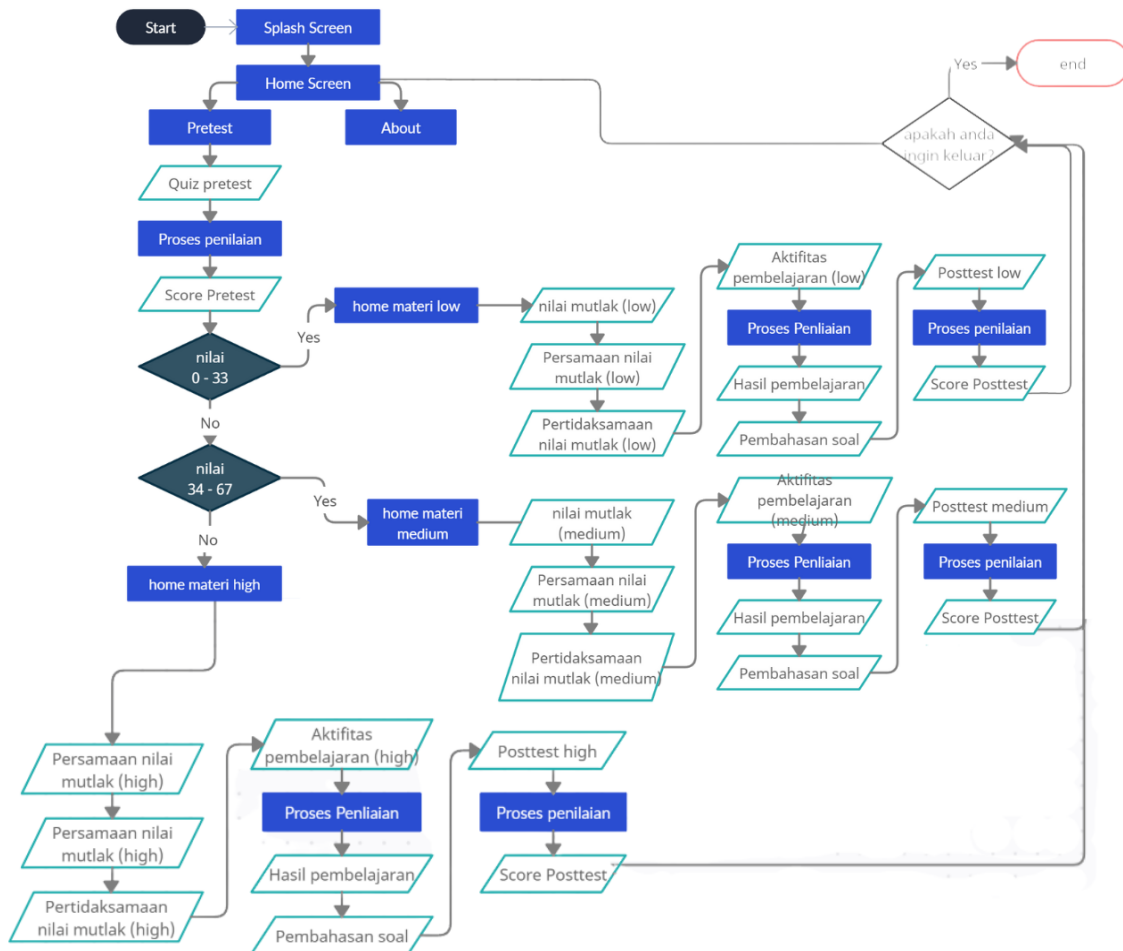 Start
Splash Screen
Home Screen
Pretest
About
Quiz pretest
Proses penilaian
Score Pretest
nilai
0 - 33
Yes
No
nilai
34 - 67
Yes
No
home materi high
home materi low
nilai mutlak (low)
Persamaan nilai
mutlak (low)
Pertidaksamaan
nilai mutlak (low)
Aktifitas
pembelajaran (low)
Proses Penliaian
Hasil pembelajaran
Pembahasan soal
Posttest low
Proses penilaian
Score Posttest
home materi
medium
nilai mutlak
(medium)
Persamaan nilai
mutlak (medium)
Pertidaksamaan
nilai mutlak (medium)
Aktifitas
pembelajaran
(medium)
Proses Penliaian
Hasil pembelajaran
Pembahasan soal
Posttest medium
Proses penilaian
Score Posttest
Persamaan nilai
mutlak (high)
Persamaan nilai
mutlak (high)
Pertidaksamaan
nilai mutlak (high)
Aktifitas
pembelajaran (high)
Proses Penliaian
Hasil pembelajaran
Pembahasan soal
Posttest high
Proses penilaian
Score Posttest
apakah anda
ingin keluar?
Yes
end